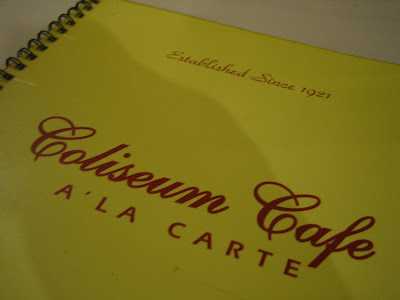 Established Since 1921
Coliseum Cafe
A'LA CARTE